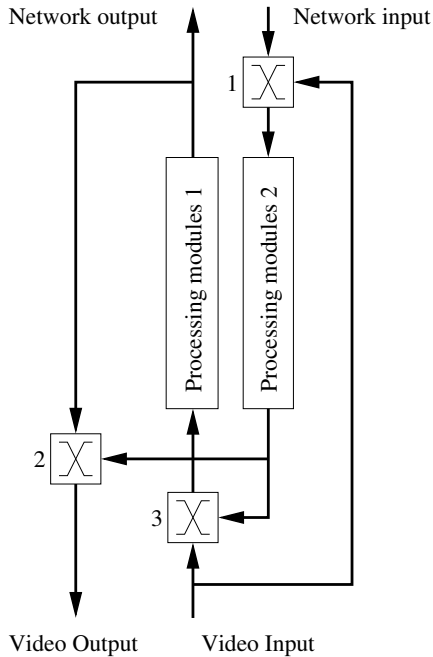 Network output
Network input
1
Processing modules 1
Processing modules 2
2
3
Video Output
Video Input